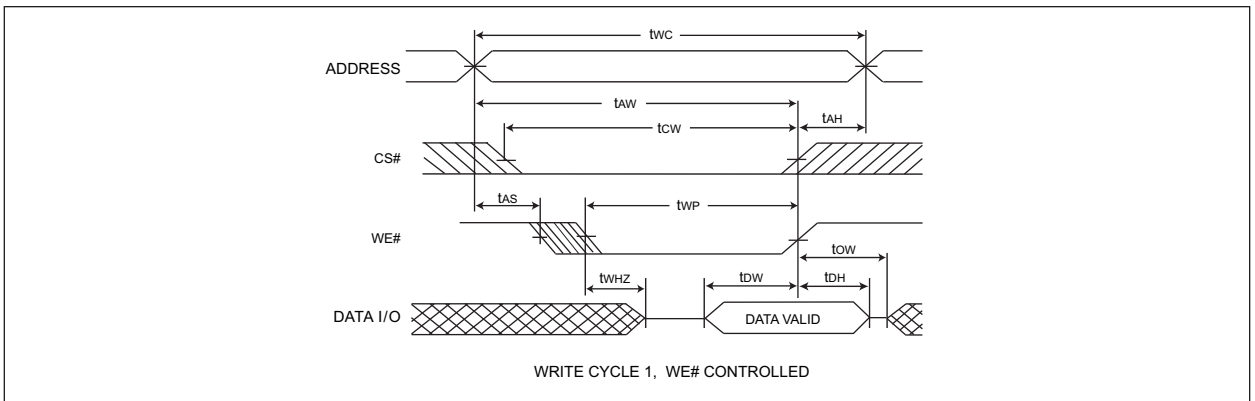 tWC
ADDRESS
tAW
tCW
tAH
CS#
tAS
tWP
WE#
tOW
tWHZ
tDW
tDH
DATA I/O
DATA VALID
WRITE CYCLE 1, WE# CONTROLLED